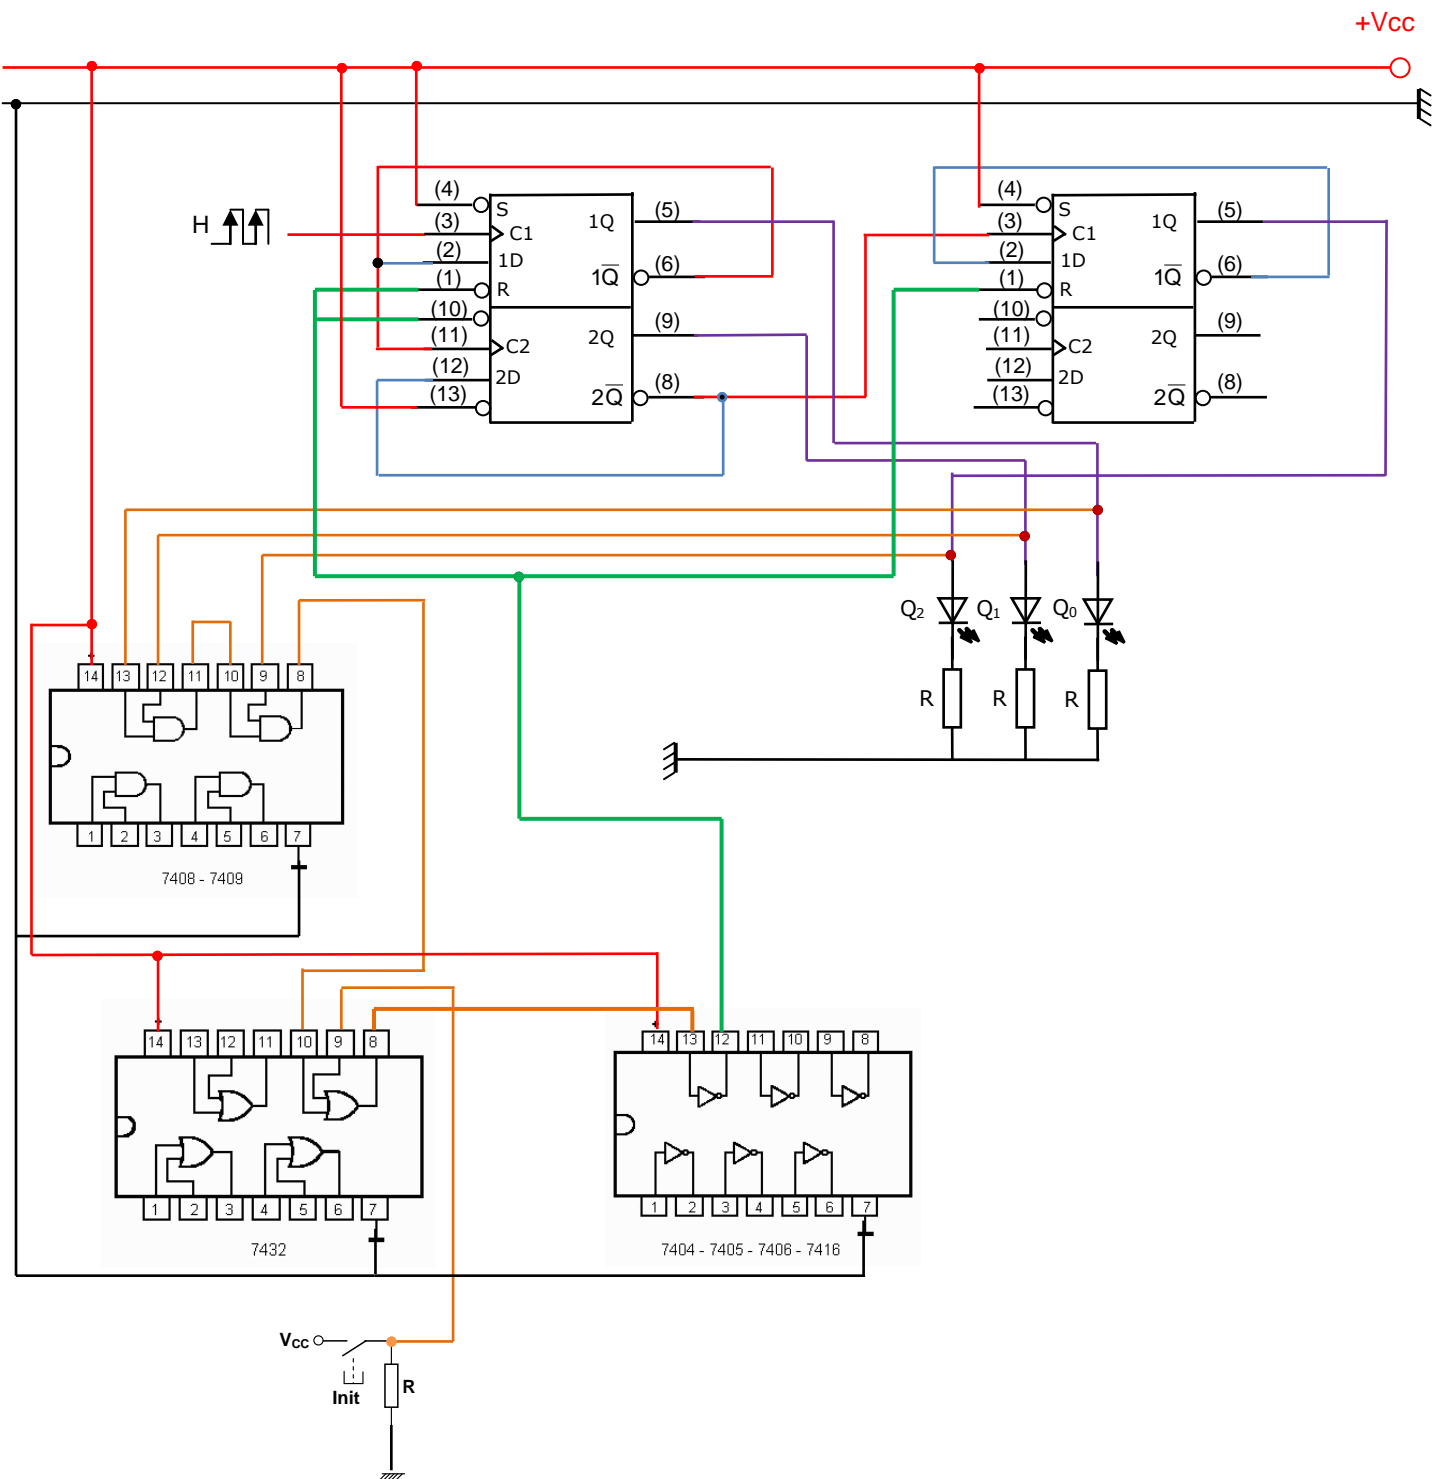 +Vcc
H
(4) S
(3) C1
(2) 1D
(1) R
(10)
(11) C2
(12) 2D
(13)
1Q (5)
1Q̅ (6)
2Q (9)
2Q̅ (8)
(4) S
(3) C1
(2) 1D
(1) R
(10)
(11) C2
(12) 2D
(13)
1Q (5)
1Q̅ (6)
2Q (9)
2Q̅ (8)
Q2 Q1 Q0
R R R
14 13 12 11 10 9 8
1 2 3 4 5 6 7
7408 - 7409
14 13 12 11 10 9 8
1 2 3 4 5 6 7
7432
14 13 12 11 10 9 8
1 2 3 4 5 6 7
7404 - 7405 - 7406 - 7416
VCC
Init
R